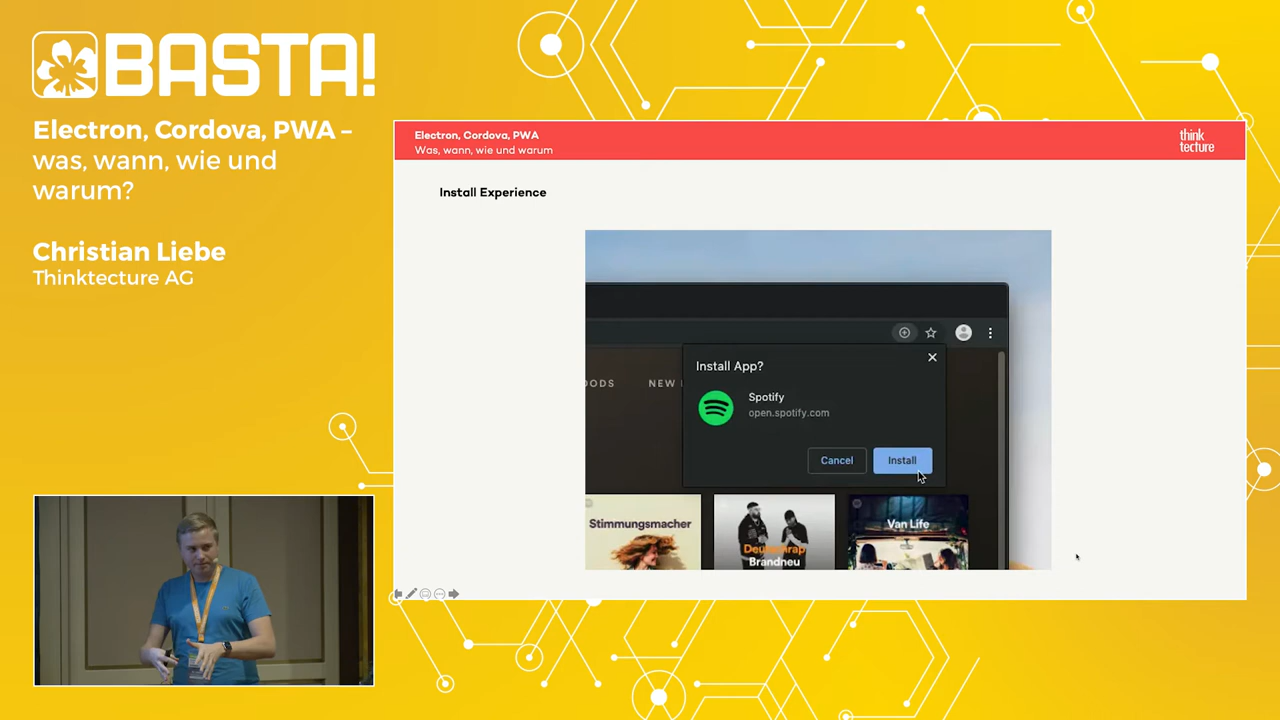 BASTA!
Electron, Cordova, PWA –
was, wann, wie und
warum?
Christian Liebe
Thinktecture AG
Electron, Cordova, PWA
Was, wann, wie und warum
think
tecture
Install Experience
Install App?
Spotify
open.spotify.com
Cancel
Install
OODS
NEW
Stimmungsmacher
Deutschrap
Brandneu
Van Life